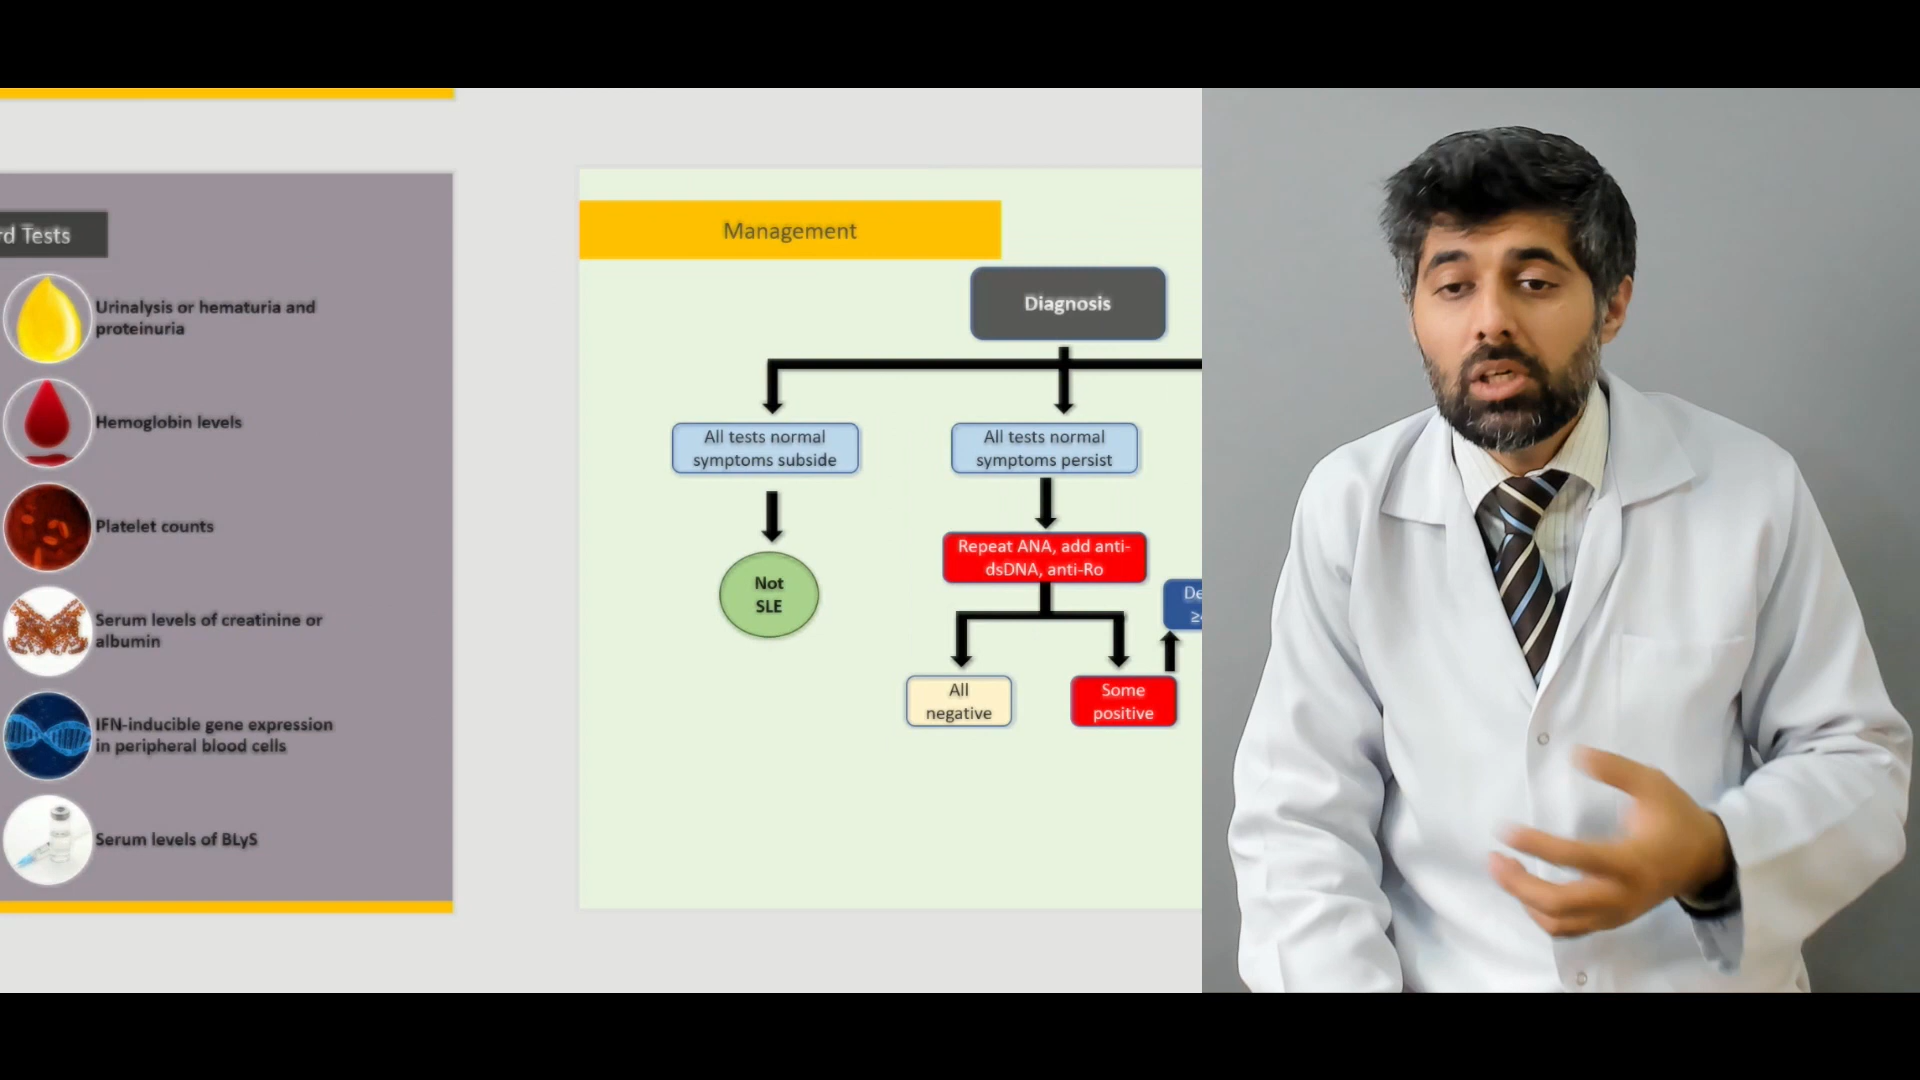 rd Tests
Urinalysis or hematuria and
proteinuria
Hemoglobin levels
Platelet counts
Serum levels of creatinine or
albumin
IFN-inducible gene expression
in peripheral blood cells
Serum levels of BLyS
Management
Diagnosis
All tests normal
symptoms subside
Not
SLE
All tests normal
symptoms persist
Repeat ANA, add anti-
dsDNA, anti-Ro
All
negative
Some
positive
De
≥